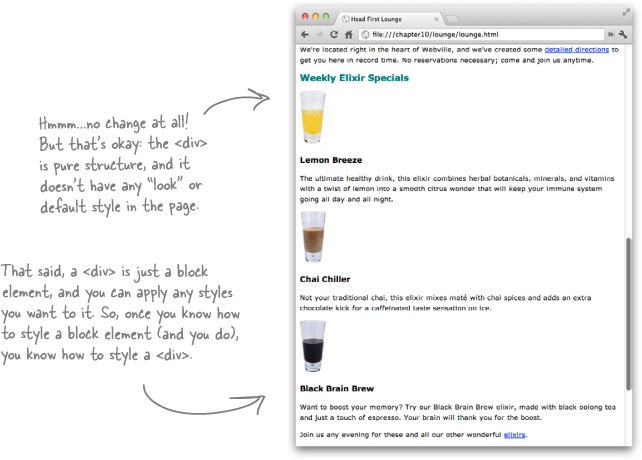 Head First Lounge
file:///chapter10/lounge/lounge.html
We're located right in the heart of Webville, and we've created some detailed directions to
get you here in record time. No reservations necessary; come and join us anytime.
Weekly Elixir Specials
Hmmm...no change at all!
But that's okay: the <div>
is pure structure, and it
doesn't have any "look" or
default style in the page.
Lemon Breeze
The ultimate healthy drink, this elixir combines herbal botanicals, minerals, and vitamins
with a twist of lemon into a smooth citrus wonder that will keep your immune system
going all day and all night.
That said, a <div> is just a block
element, and you can apply any styles
you want to it. So, once you know how
to style a block element (and you do),
you know how to style a <div>.
Chai Chiller
Not your traditional chai, this elixir mixes maté with chai spices and adds an extra
chocolate kick for a caffeinated taste sensation on ice.
Black Brain Brew
Want to boost your memory? Try our Black Brain Brew elixir, made with black oolong tea
and just a touch of espresso. Your brain will thank you for the boost.
Join us any evening for these and all our other wonderful elixirs.